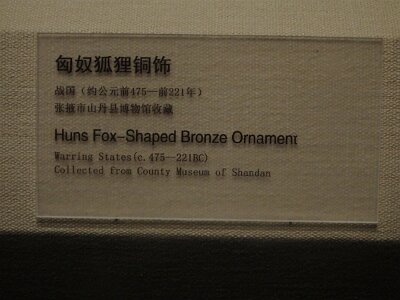 匈奴狐狸铜饰
战国（约公元前475—前221年）
张掖市山丹县博物馆收藏
Huns Fox-Shaped Bronze Ornament
Warring States(c.475—221BC)
Collected from County Museum of Shandan